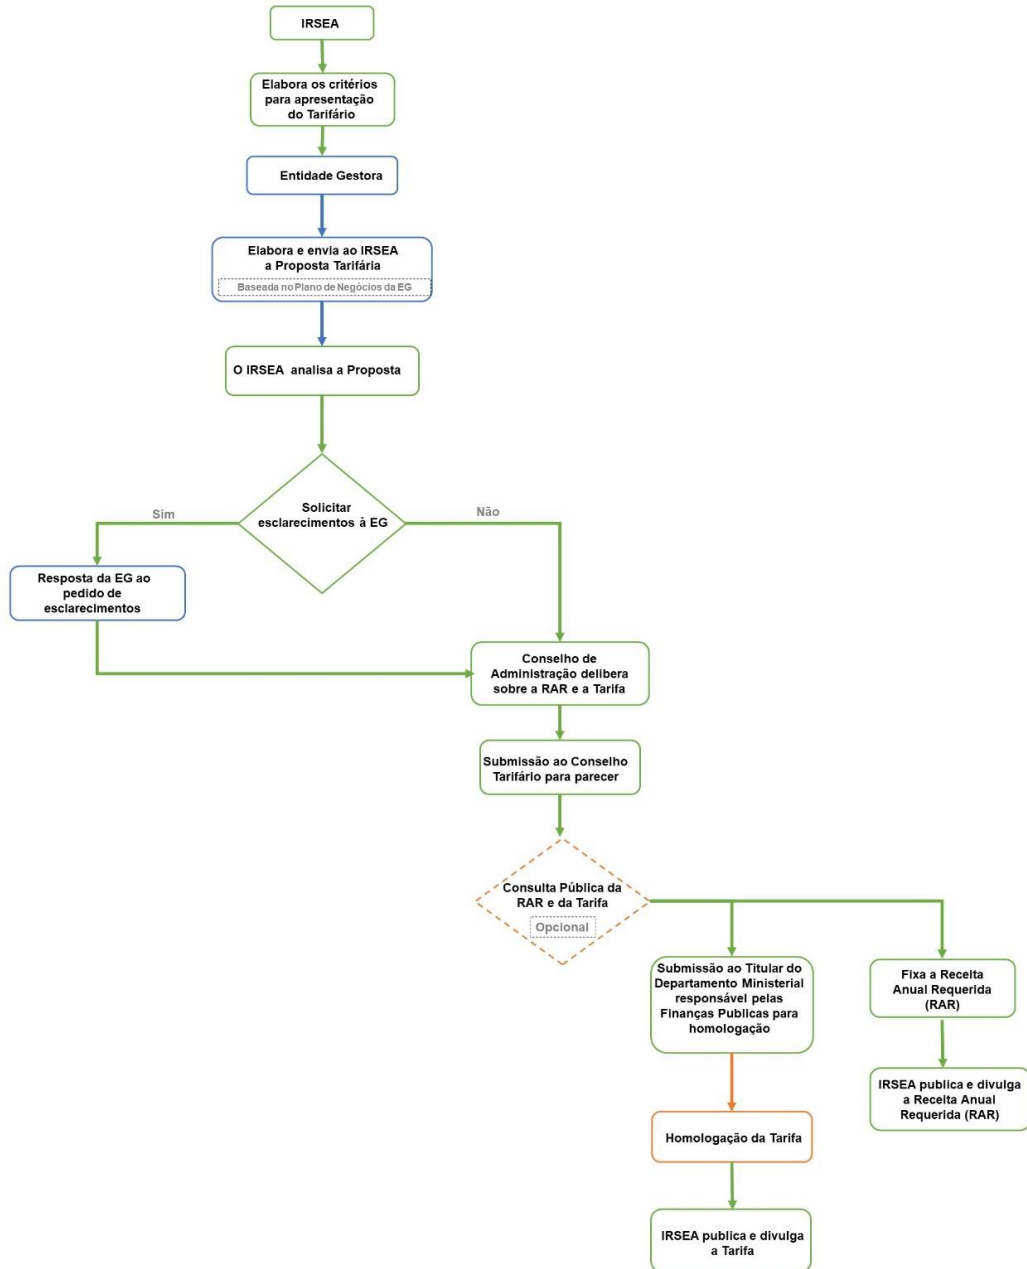 IRSEA
Elabora os critérios
para apresentação
do Tarifário
Entidade Gestora
Elabora e envia ao IRSEA
a Proposta Tarifária
Baseada no Plano de Negócios da EG
O IRSEA analisa a Proposta
Solicitar
esclarecimentos à EG
Sim
Não
Resposta da EG ao
pedido de
esclarecimentos
Conselho de
Administração delibera
sobre a RAR e a Tarifa
Submissão ao Conselho
Tarifário para parecer
Consulta Pública da
RAR e da Tarifa
Opcional
Submissão ao Titular do
Departamento Ministerial
responsável pelas
Finanças Publicas para
homologação
Fixa a Receita
Anual Requerida
(RAR)
IRSEA publica e divulga
a Receita Anual
Requerida (RAR)
Homologação da Tarifa
IRSEA publica e divulga
a Tarifa